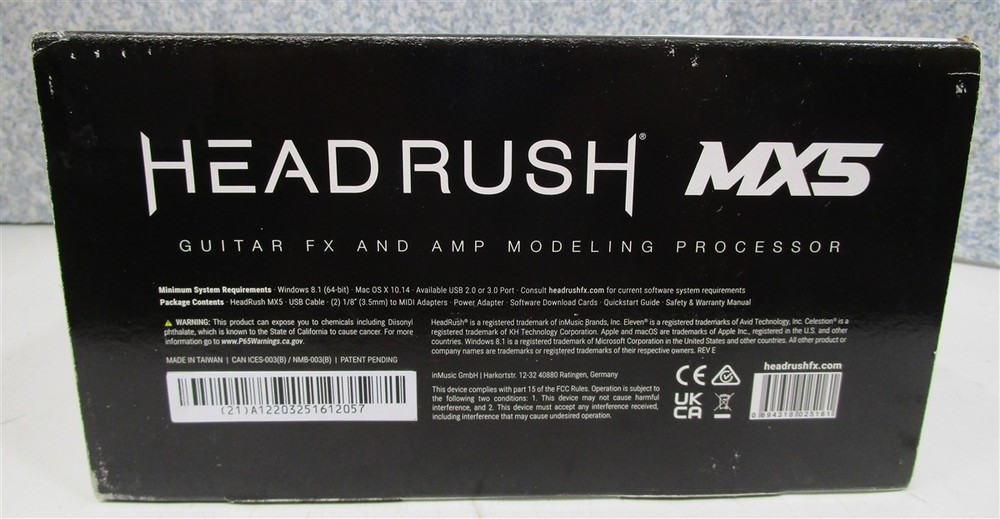 HEADRUSH® MX5
GUITAR FX AND AMP MODELING PROCESSOR
Minimum System Requirements · Windows 8.1 (64-bit) · Mac OS X 10.14 · Available USB 2.0 or 3.0 Port · Consult headrushfx.com for current software system requirements
Package Contents · HeadRush MX5 · USB Cable · (2) 1/8" (3.5mm) to MIDI Adapters · Power Adapter · Software Download Cards · Quickstart Guide · Safety & Warranty Manual
WARNING: This product can expose you to chemicals including Diisonyl
phthalate, which is known to the State of California to cause cancer. For more
information go to www.P65Warnings.ca.gov.
MADE IN TAIWAN | CAN ICES-003(B) / NMB-003(B) | PATENT PENDING
(21)A12203251612057
HeadRush® is a registered trademark of inMusic Brands, Inc. Eleven® is a registered trademarks of Avid Technology, Inc. Celestion® is a
registered trademark of KH Technology Corporation. Apple and macOS are trademarks of Apple Inc., registered in the U.S. and other
countries. Windows 8.1 is a registered trademark of Microsoft Corporation in the United States and other countries. All other product or
company names are trademarks or registered trademarks of their respective owners. REV E
inMusic GmbH | Harkortstr. 12-32 40880 Ratingen, Germany
This device complies with part 15 of the FCC Rules. Operation is subject to
the following two conditions: 1. This device may not cause harmful
interference, and 2. This device must accept any interference received,
including interference that may cause undesired operation.
CE
UK
CA
headrushfx.com
0 694318 025161